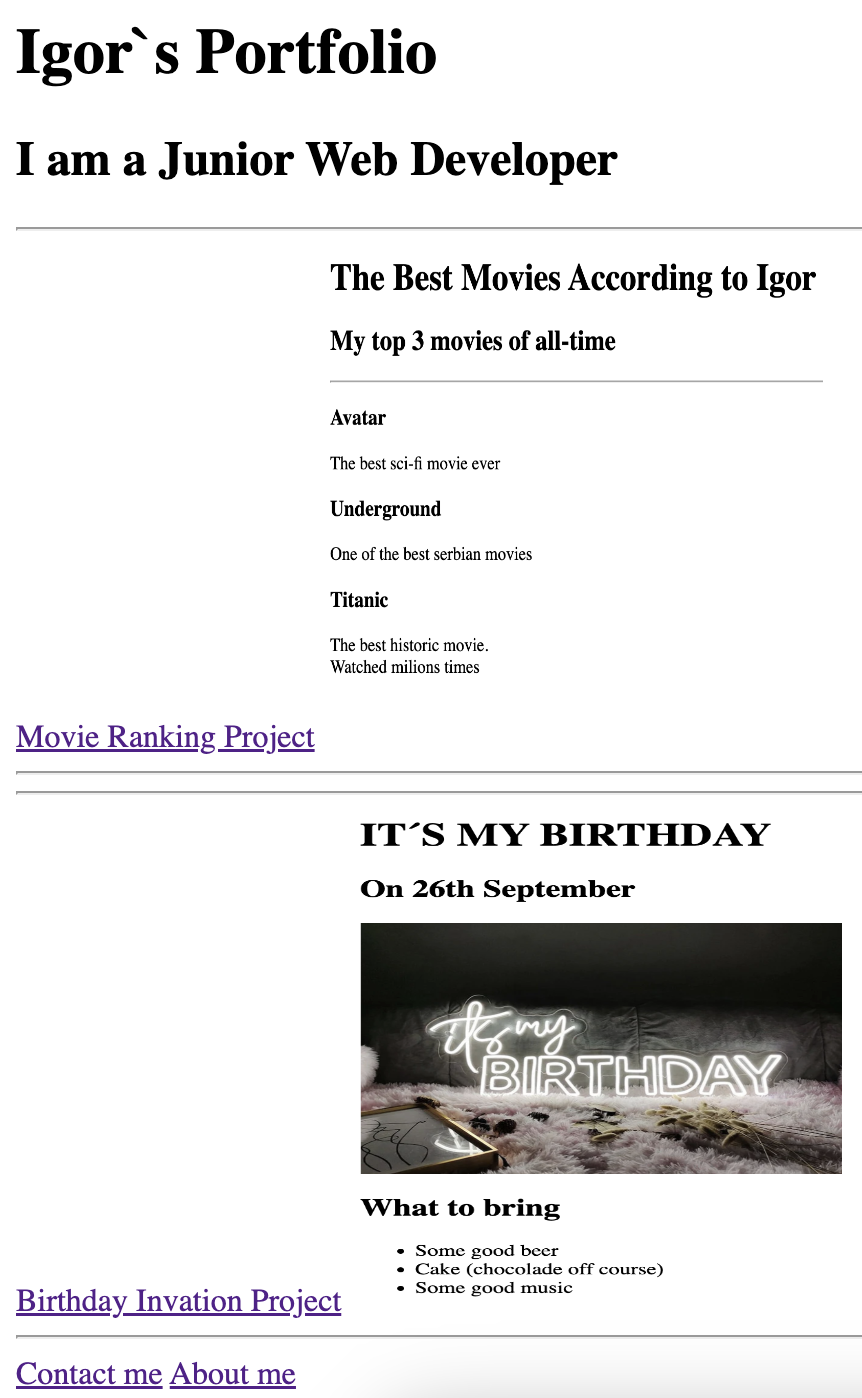 Igor`s Portfolio
I am a Junior Web Developer
The Best Movies According to Igor
My top 3 movies of all-time
Avatar
The best sci-fi movie ever
Underground
One of the best serbian movies
Titanic
The best historic movie.
Watched milions times
Movie Ranking Project
IT´S MY BIRTHDAY
On 26th September
it's my
BIRTHDAY
What to bring
• Some good beer
• Cake (chocolade off course)
• Some good music
Birthday Invation Project
Contact me About me